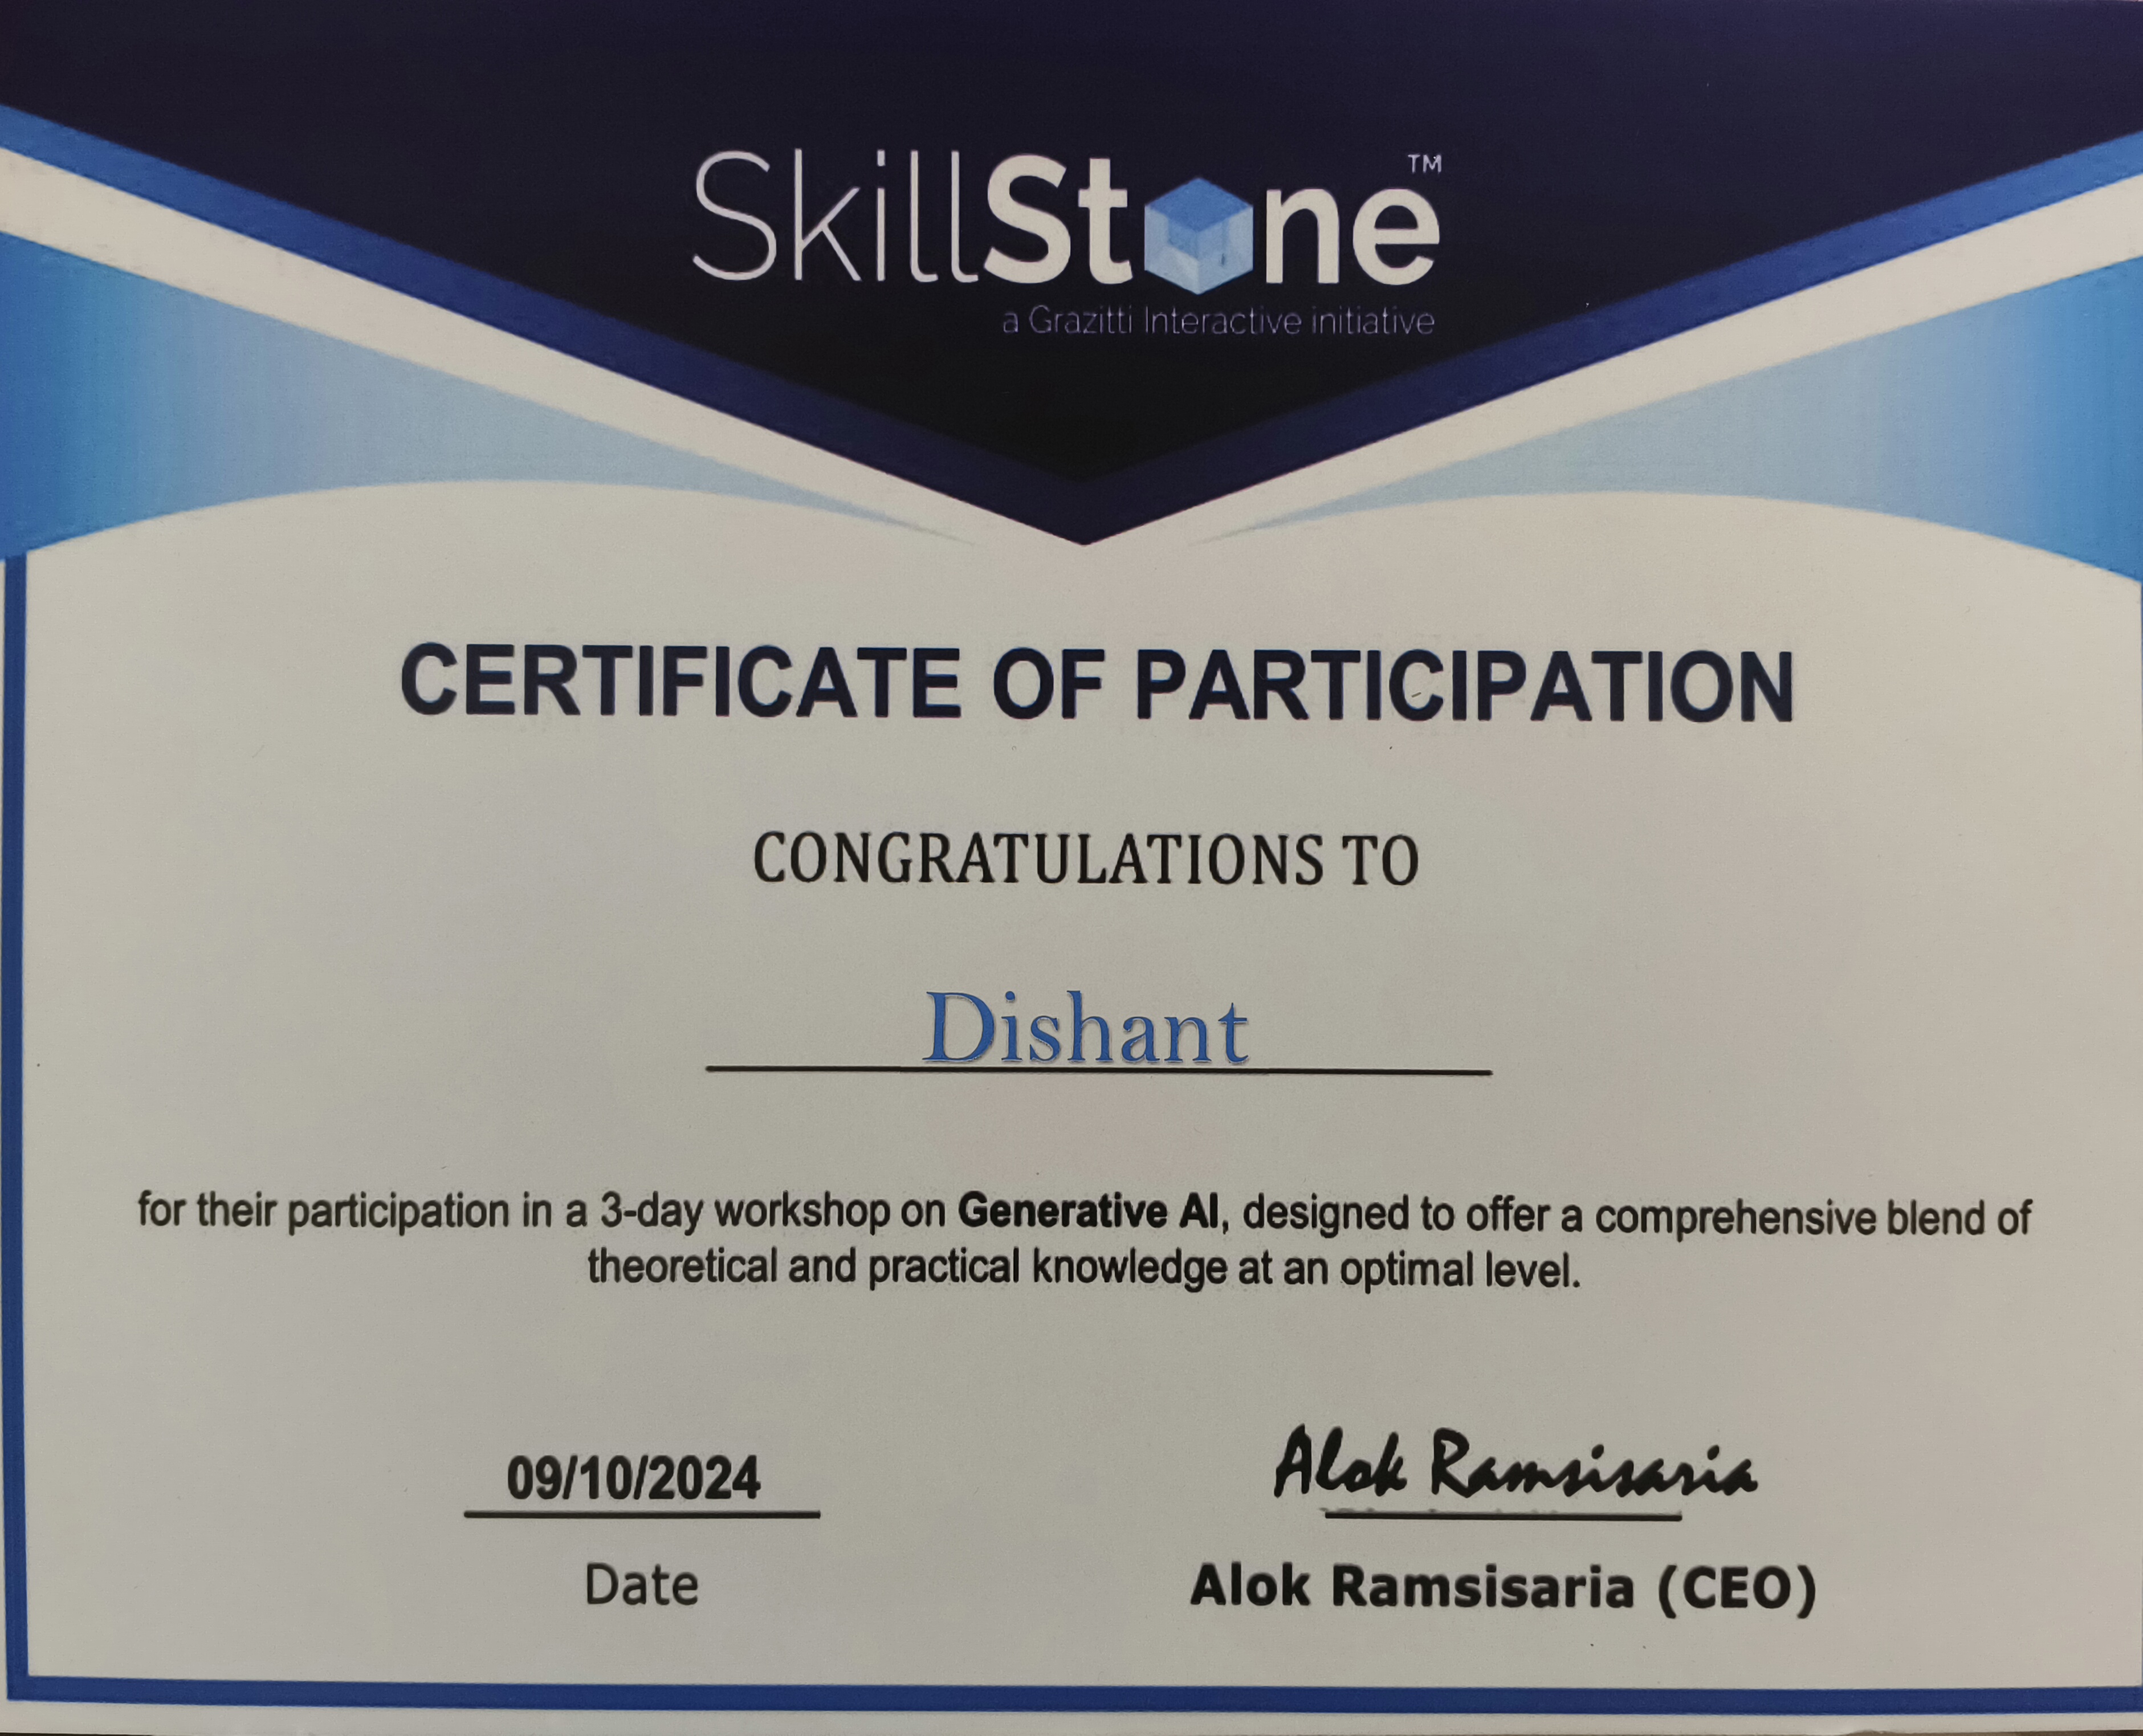 SkillStone™
a Grazitti Interactive initiative
CERTIFICATE OF PARTICIPATION
CONGRATULATIONS TO
Dishant
for their participation in a 3-day workshop on Generative AI, designed to offer a comprehensive blend of
theoretical and practical knowledge at an optimal level.
09/10/2024
Alok Ramsisaria
Date
Alok Ramsisaria (CEO)